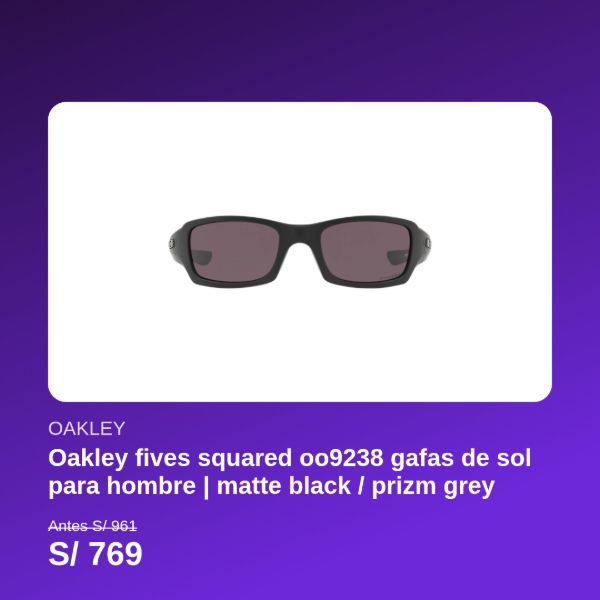 OAKLEY
Oakley fives squared oo9238 gafas de sol
para hombre | matte black / prizm grey
Antes S/ 961
S/ 769